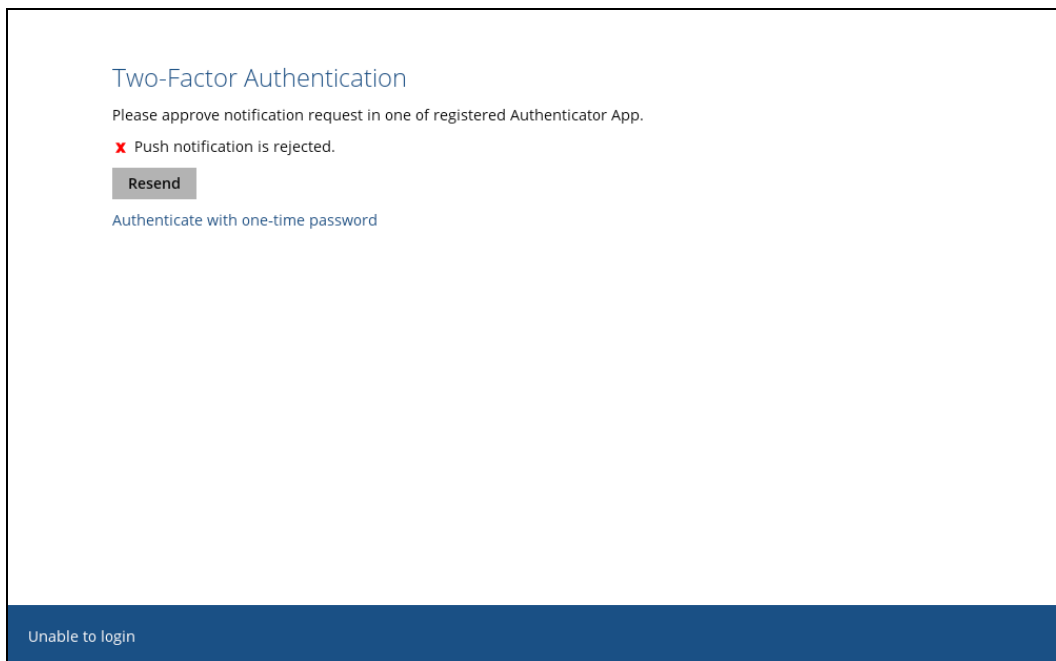 Two-Factor Authentication
Please approve notification request in one of registered Authenticator App.
x Push notification is rejected.
Resend
Authenticate with one-time password
Unable to login